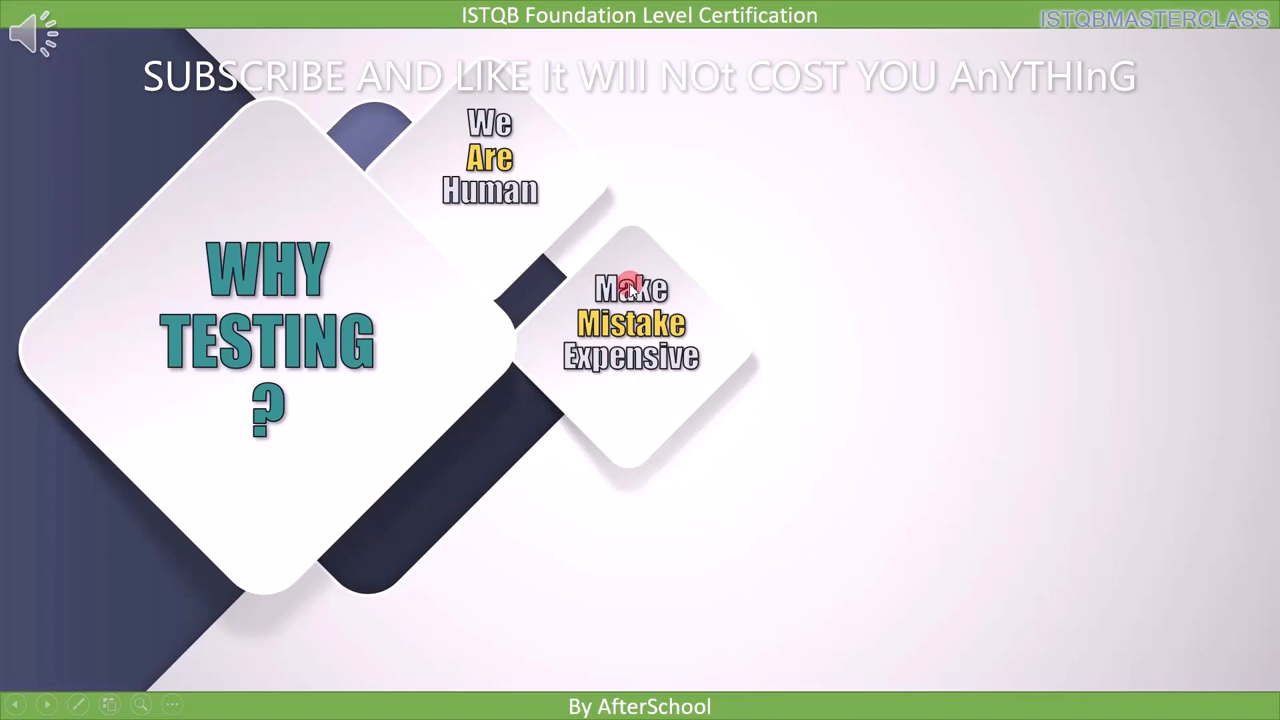 ISTQB Foundation Level Certification
ISTQBMASTERCLASS
SUBSCRIBE AND LIKE It WIll NOt COST YOU AnYTHInG
We
Are
Human
WHY
TESTING
?
Make
Mistake
Expensive
By AfterSchool